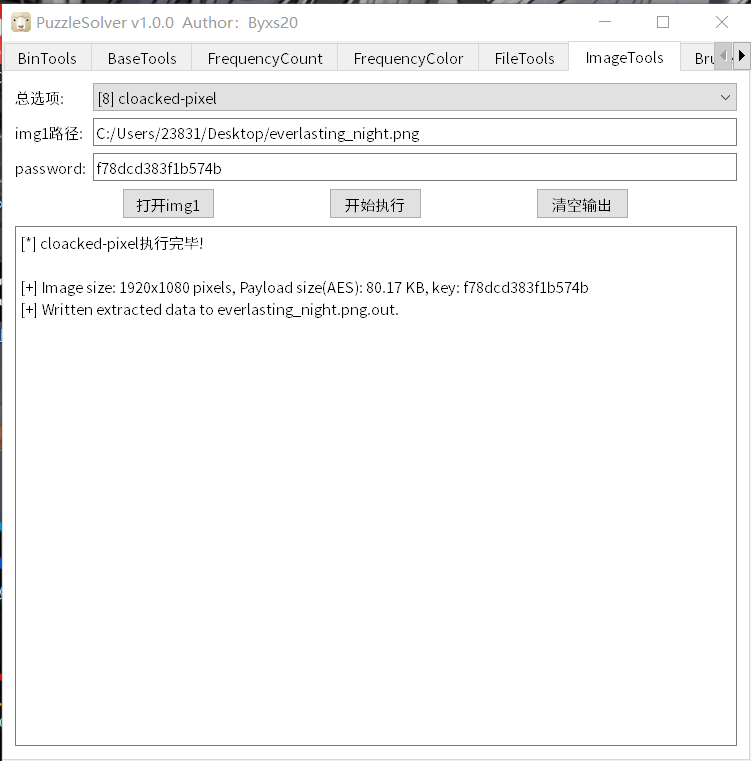 PuzzleSolver v1.0.0 Author: Byxs20
BinTools BaseTools FrequencyCount FrequencyColor FileTools ImageTools
总选项: [8] cloacked-pixel
img1路径: C:/Users/23831/Desktop/everlasting_night.png
password: f78dcd383f1b574b
打开img1 开始执行 清空输出
[*] cloacked-pixel执行完毕!
[+] Image size: 1920x1080 pixels, Payload size(AES): 80.17 KB, key: f78dcd383f1b574b
[+] Written extracted data to everlasting_night.png.out.